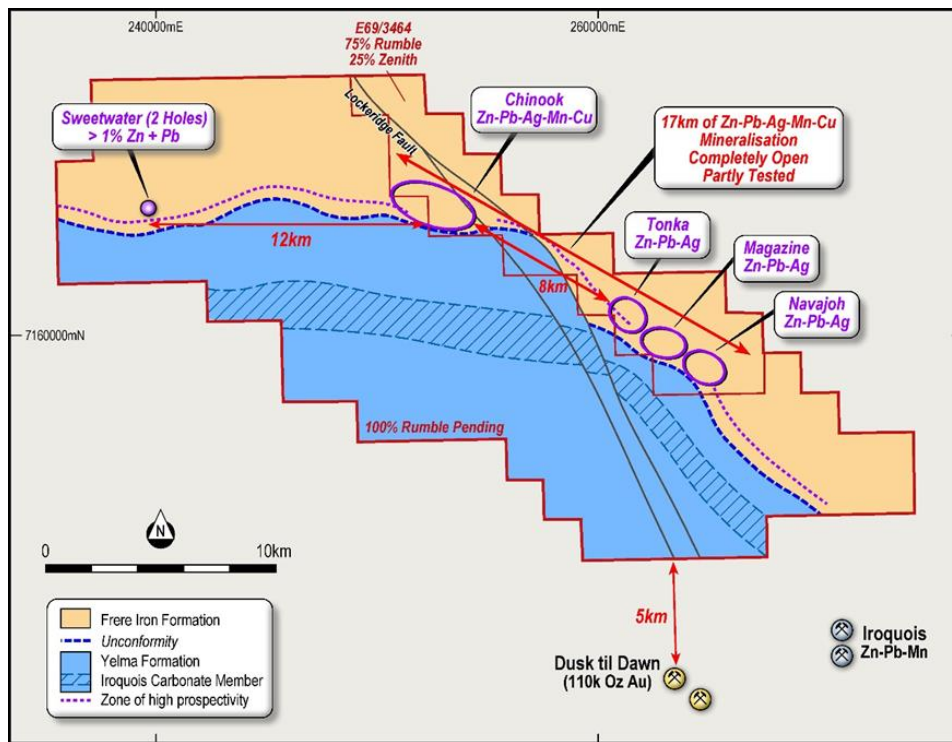 240000mE
260000mE
E69/3464
75% Rumble
25% Zenith
Lockeridge Fault
Chinook
Zn-Pb-Ag-Mn-Cu
Sweetwater (2 Holes)
> 1% Zn + Pb
17km of Zn-Pb-Ag-Mn-Cu
Mineralisation
Completely Open
Partly Tested
12km
Tonka
Zn-Pb-Ag
8km
Magazine
Zn-Pb-Ag
Navajoh
Zn-Pb-Ag
7160000mN
100% Rumble Pending
N
0
10km
Frere Iron Formation
Unconformity
Yelma Formation
Iroquois Carbonate Member
Zone of high prospectivity
5km
Dusk til Dawn
(110k Oz Au)
Iroquois
Zn-Pb-Mn